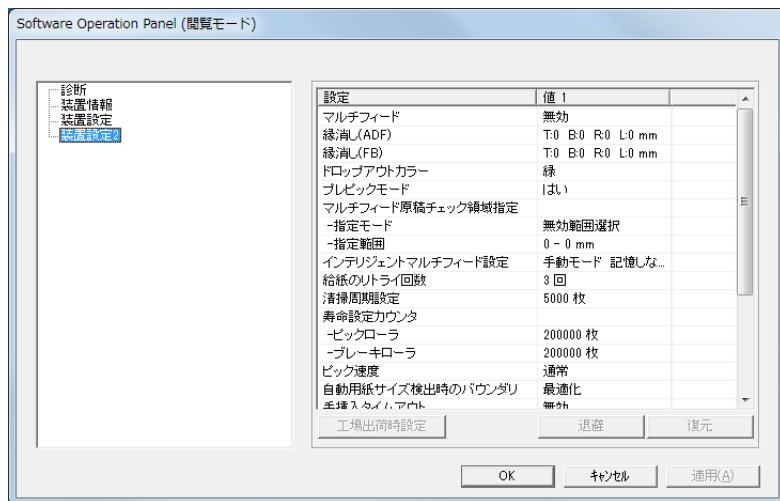 Software Operation Panel (閲覧モード)
診断
装置情報
装置設定
装置設定2
設定 値 1
マルチフィード 無効
縁消し(ADF) T:0 B:0 R:0 L:0 mm
縁消し(FB) T:0 B:0 R:0 L:0 mm
ドロップアウトカラー 緑
プレピックモード はい
マルチフィード原稿チェック領域指定
-指定モード 無効範囲選択
-指定範囲 0 - 0 mm
インテリジェントマルチフィード設定 手動モード 記憶しな...
給紙のリトライ回数 3 回
清掃周期設定 5000 枚
寿命設定カウンタ
-ピックローラ 200000 枚
-ブレーキローラ 200000 枚
ピック速度 通常
自動用紙サイズ検出時のバウンダリ 最適化
手挿入タイムアウト 無効
工場出荷時設定 退避 復元
OK キャンセル 適用(A)